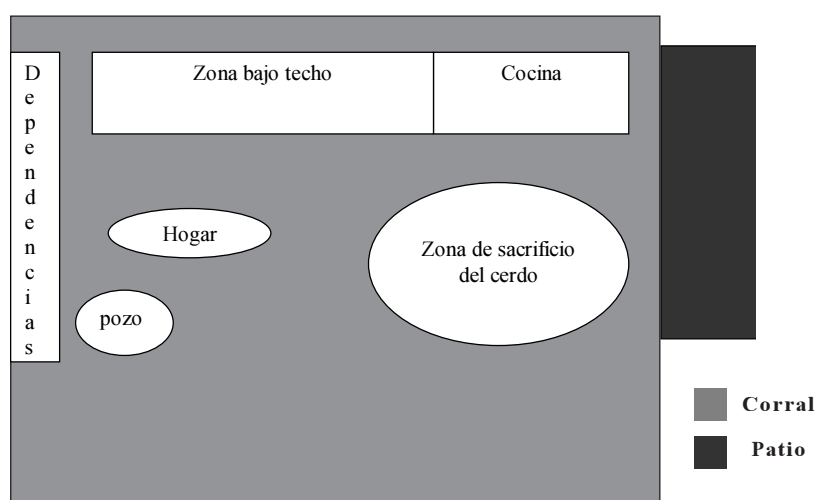 Dependencias
Zona bajo techo
Cocina
Hogar
Zona de sacrificio
del cerdo
pozo
Corral
Patio